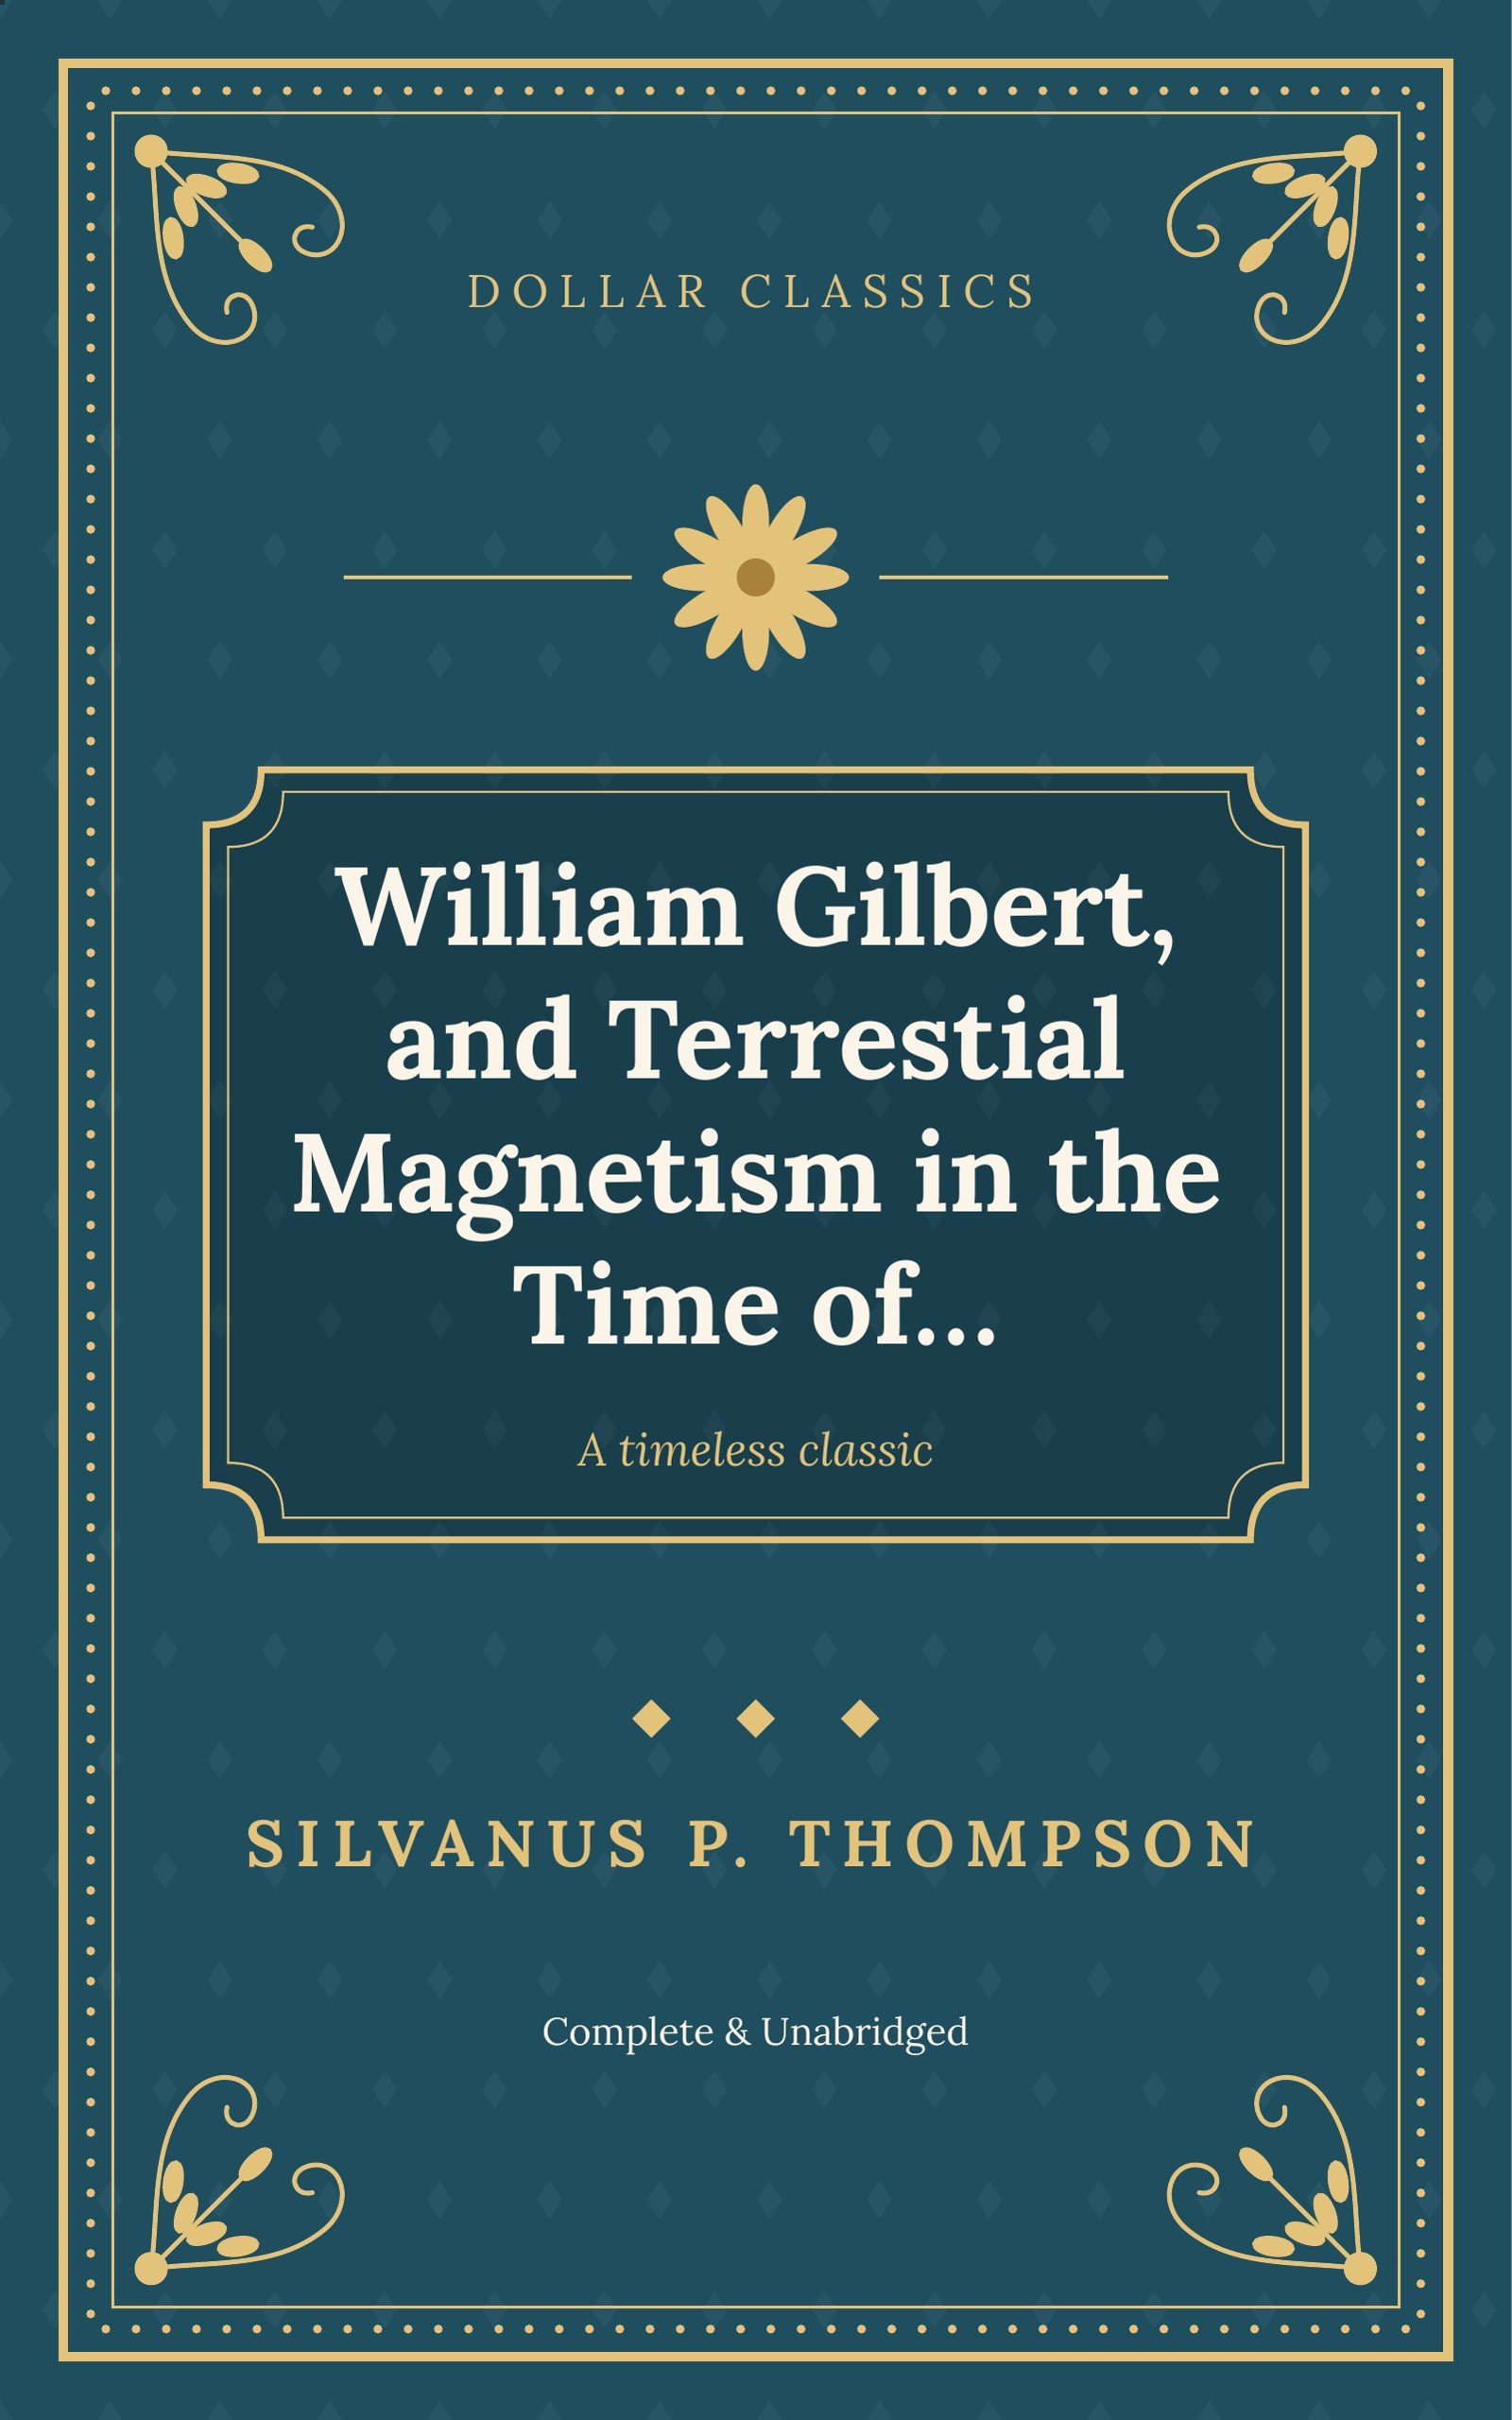 DOLLAR CLASSICS
William Gilbert,
and Terrestial
Magnetism in the
Time of...
A timeless classic
SILVANUS P. THOMPSON
Complete & Unabridged